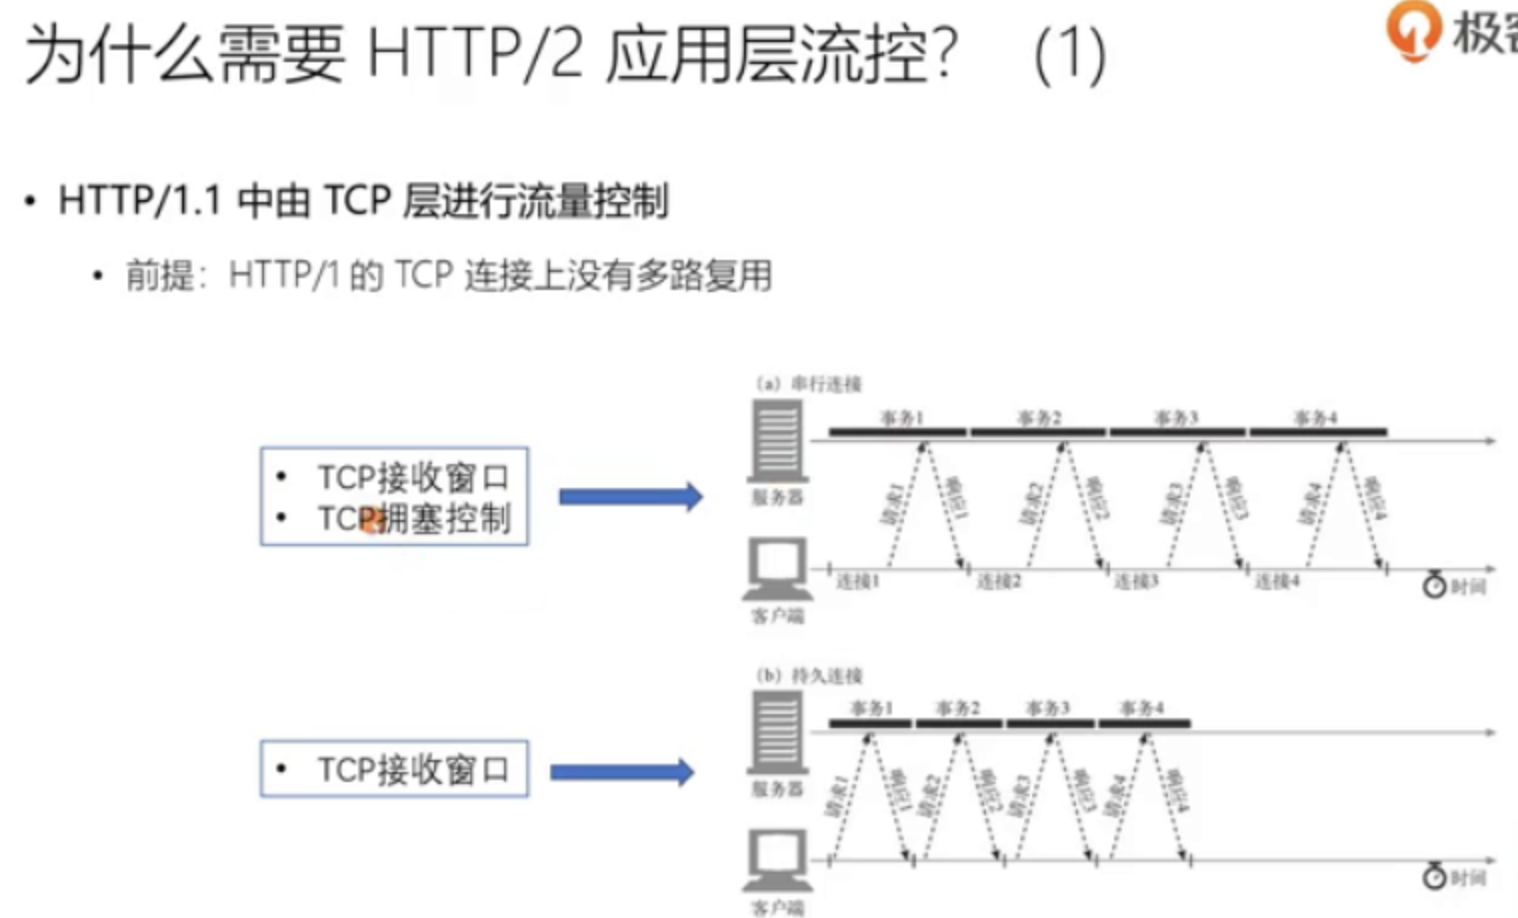 为什么需要 HTTP/2 应用层流控？ (1)
极客
• HTTP/1.1 中由 TCP 层进行流量控制
• 前提：HTTP/1 的 TCP 连接上没有多路复用
• TCP接收窗口
• TCP拥塞控制
(a) 串行连接
事务1 事务2 事务3 事务4
服务器
请求1 响应1 请求2 响应2 请求3 响应3 请求4 响应4
连接1 连接2 连接3 连接4
时间
客户端
• TCP接收窗口
(b) 持久连接
事务1 事务2 事务3 事务4
服务器
请求1 响应1 请求2 响应2 请求3 响应3 请求4 响应4
时间
客户端